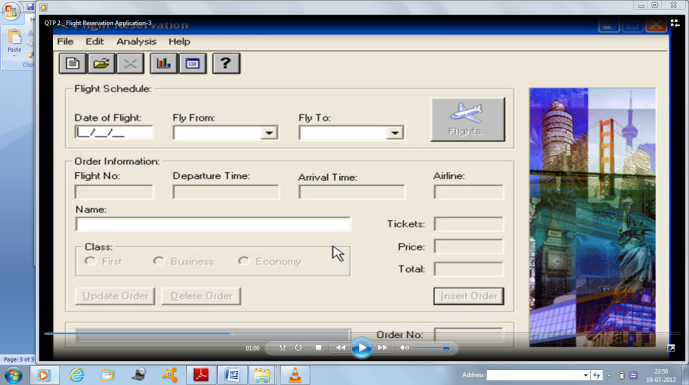 QTP 2 - Flight Reservation Application-3
Flight Reservation
File Edit Analysis Help
Paste
Flight Schedule:
Date of Flight: Fly From: Fly To:
__/__/__
Flights...
Order Information:
Flight No: Departure Time: Arrival Time: Airline:
Name:
Tickets:
Class:
First Business Economy
Price:
Total:
Update Order Delete Order Insert Order
Order No:
01:00
Page: 3 of 3
Address
22:50
19-07-2012